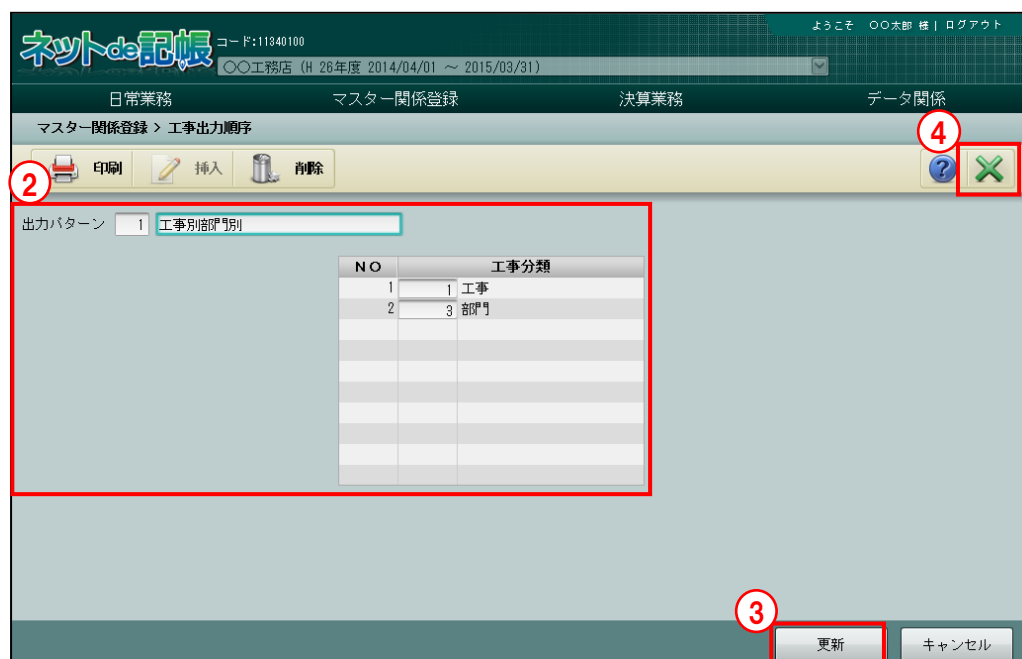 ようこそ 〇〇太郎 様 | ログアウト
ネットde記帳 コード:11340100
〇〇工務店 (H 26年度 2014/04/01 ～ 2015/03/31)
日常業務 マスター関係登録 決算業務 データ関係
マスター関係登録 > 工事出力順序
4
印刷 挿入 削除 ?
2
出力パターン 1 工事別部門別
NO 工事分類
1 1 工事
2 3 部門
3
更新 キャンセル